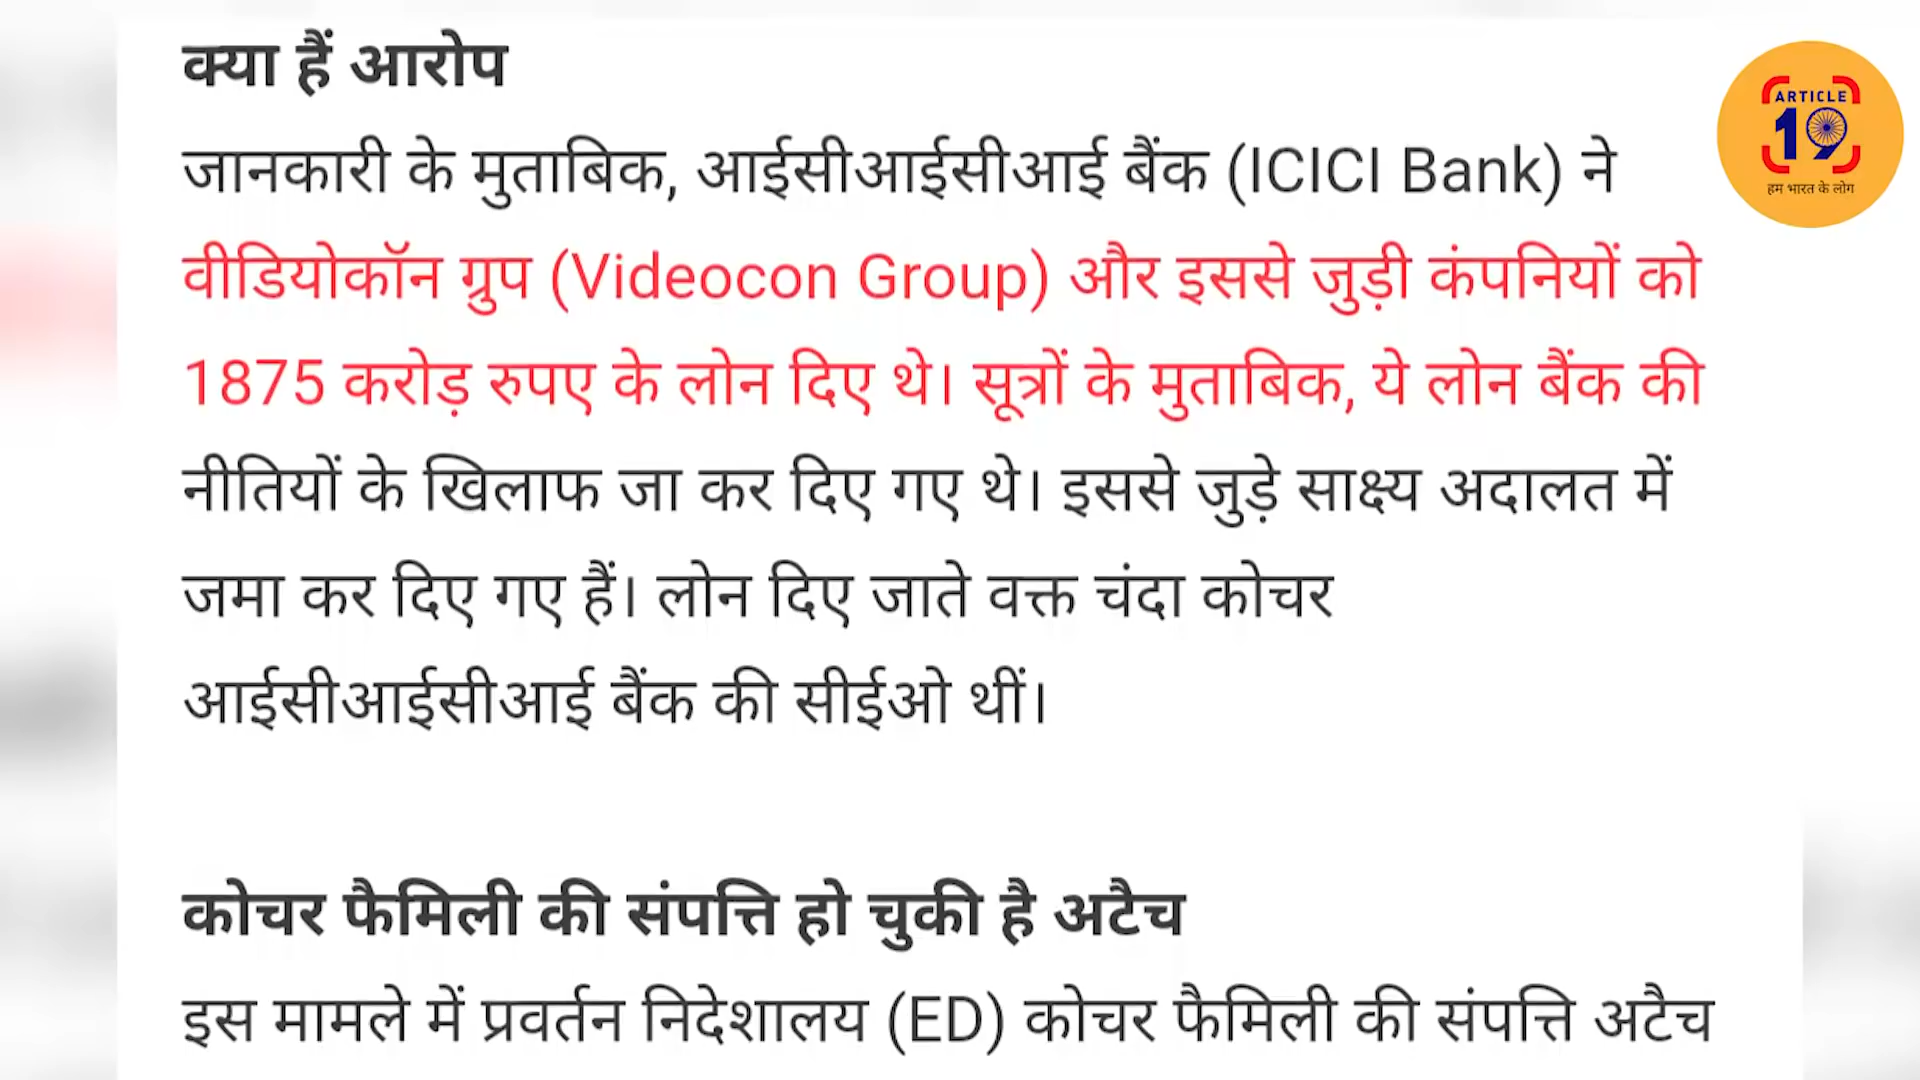 क्या हैं आरोप
जानकारी के मुताबिक, आईसीआईसीआई बैंक (ICICI Bank) ने
वीडियोकॉन ग्रुप (Videocon Group) और इससे जुड़ी कंपनियों को
1875 करोड़ रुपए के लोन दिए थे। सूत्रों के मुताबिक, ये लोन बैंक की
नीतियों के खिलाफ जा कर दिए गए थे। इससे जुड़े साक्ष्य अदालत में
जमा कर दिए गए हैं। लोन दिए जाते वक्त चंदा कोचर
आईसीआईसीआई बैंक की सीईओ थीं।
कोचर फैमिली की संपत्ति हो चुकी है अटैच
इस मामले में प्रवर्तन निदेशालय (ED) कोचर फैमिली की संपत्ति अटैच
ARTICLE
19
हम भारत के लोग